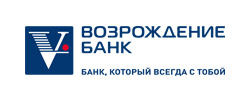 ВОЗРОЖДЕНИЕ
БАНК
БАНК, КОТОРЫЙ ВСЕГДА С ТОБОЙ